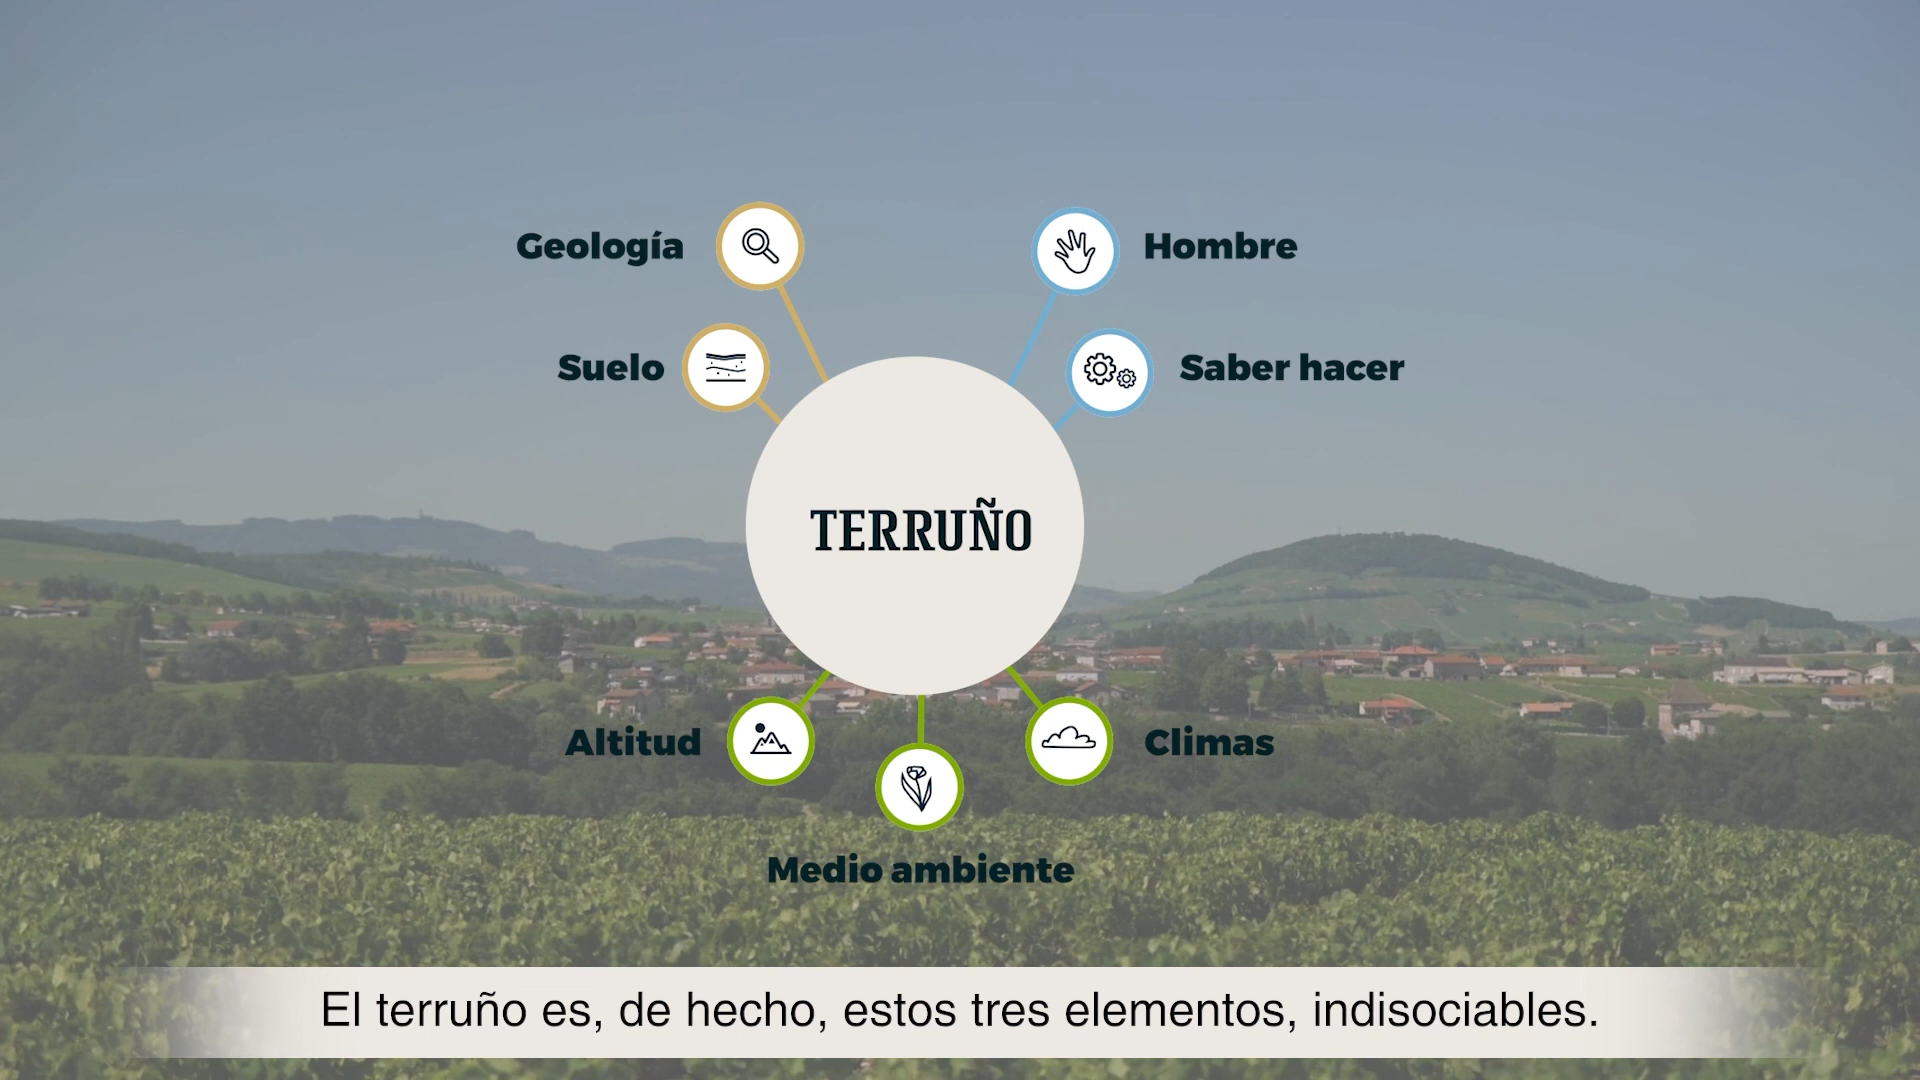 Geología
Hombre
Suelo
Saber hacer
TERRUÑO
Altitud
Climas
Medio ambiente
El terruño es, de hecho, estos tres elementos, indisociables.